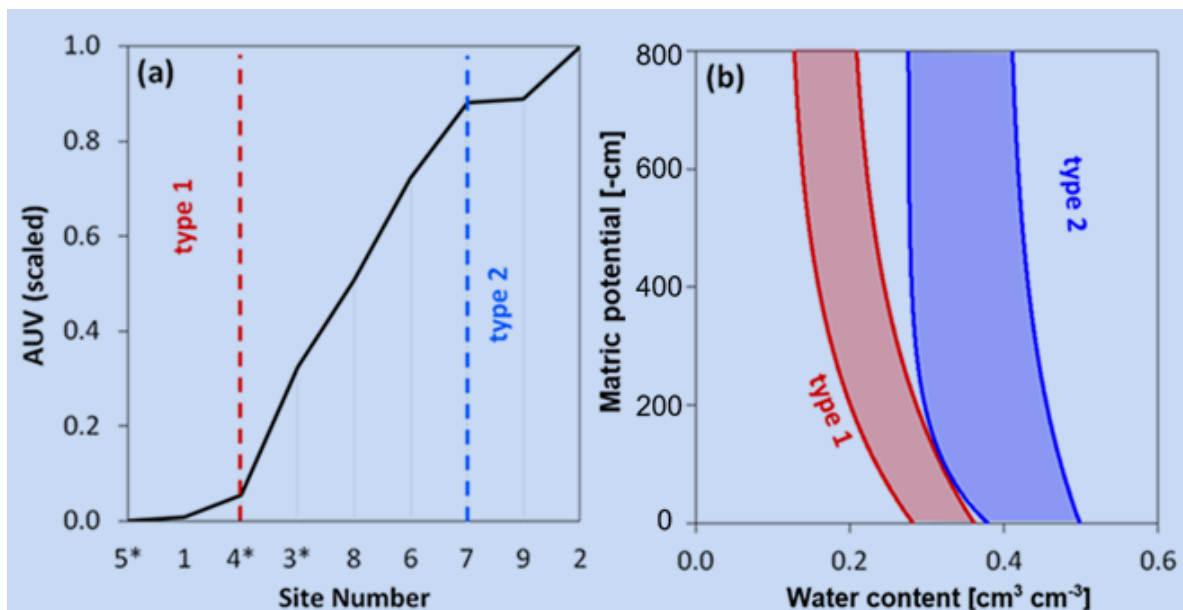 (a)
AUV (scaled)
1.0
0.8
0.6
0.4
0.2
0.0
type 1
type 2
5* 1 4* 3* 8 6 7 9 2
Site Number
(b)
Matric potential [-cm]
800
600
400
200
0
type 1
type 2
0.0 0.2 0.4 0.6
Water content [cm³ cm⁻³]